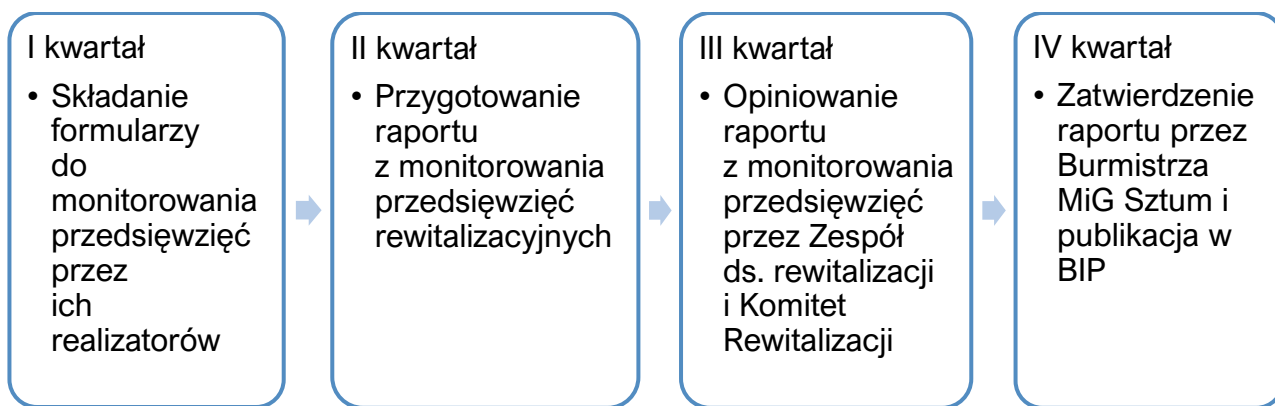 I kwartał
• Składanie
formularzy
do
monitorowania
przedsięwzięć
przez
ich
realizatorów
II kwartał
• Przygotowanie
raportu
z monitorowania
przedsięwzięć
rewitalizacyjnych
III kwartał
• Opiniowanie
raportu
z monitorowania
przedsięwzięć
przez Zespół
ds. rewitalizacji
i Komitet
Rewitalizacji
IV kwartał
• Zatwierdzenie
raportu przez
Burmistrza
MiG Sztum i
publikacja w
BIP